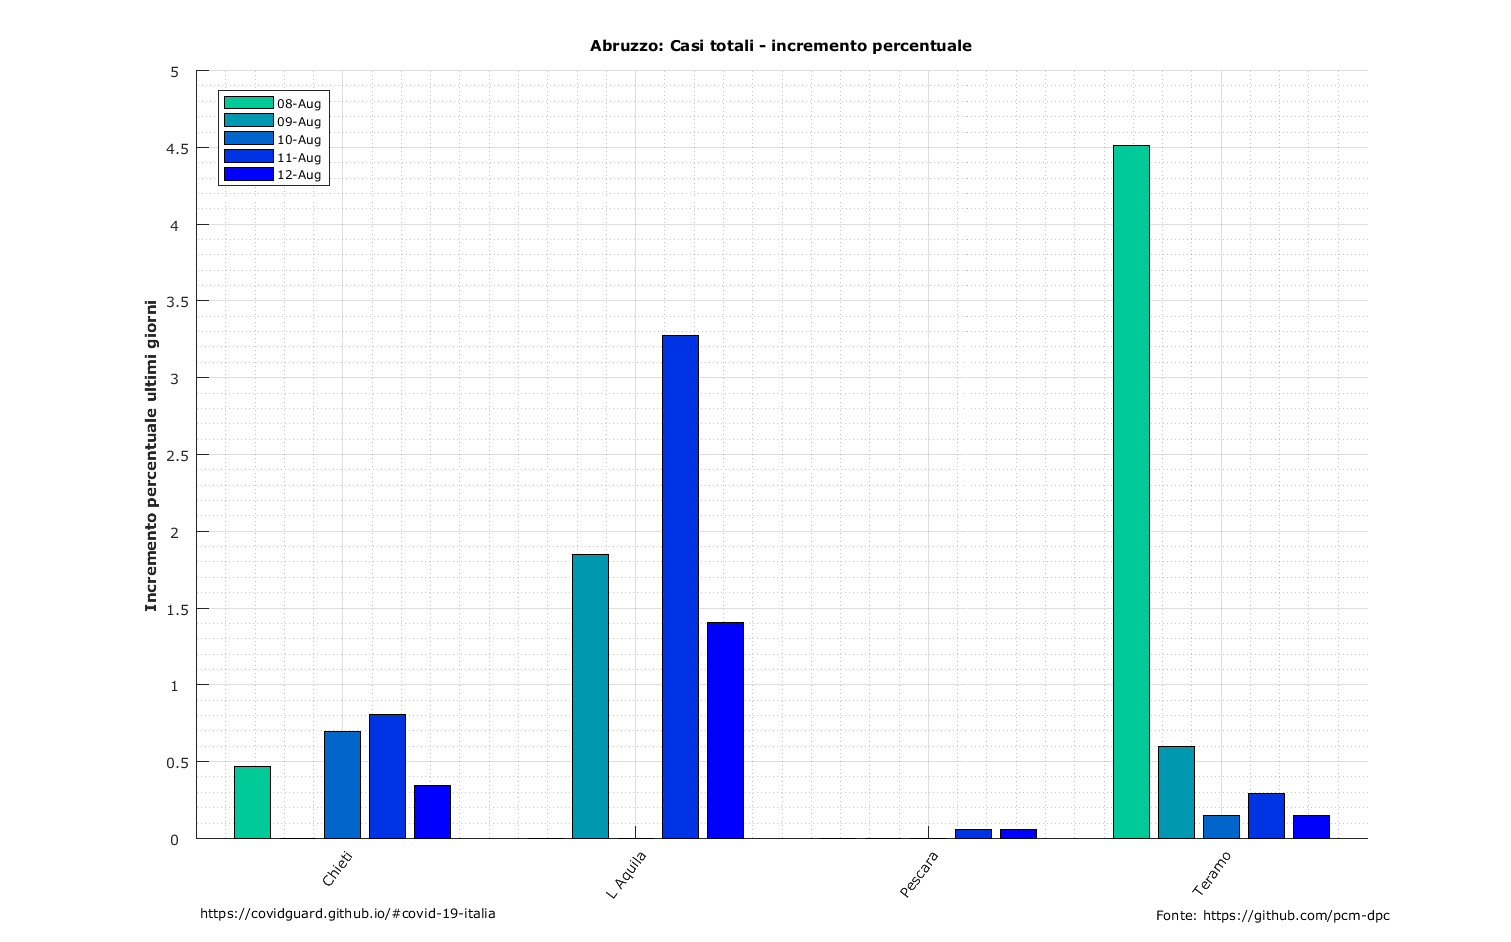 Abruzzo: Casi totali - incremento percentuale
08-Aug
09-Aug
10-Aug
11-Aug
12-Aug
Incremento percentuale ultimi giorni
5
4.5
4
3.5
3
2.5
2
1.5
1
0.5
0
Chieti
L Aquila
Pescara
Teramo
https://covidguard.github.io/#covid-19-italia
Fonte: https://github.com/pcm-dpc